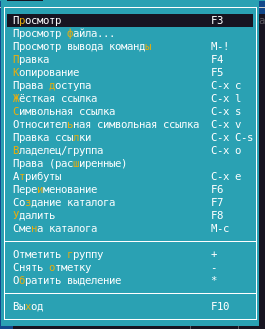 Просмотр F3
Просмотр файла...
Просмотр вывода команды M-!
Правка F4
Копирование F5
Права доступа C-x c
Жёсткая ссылка C-x l
Символьная ссылка C-x s
Относительная символьная ссылка C-x v
Правка ссылки C-x C-s
Владелец/группа C-x o
Права (расширенные)
Атрибуты C-x e
Переименование F6
Создание каталога F7
Удалить F8
Смена каталога M-c
Отметить группу +
Снять отметку -
Обратить выделение *
Выход F10